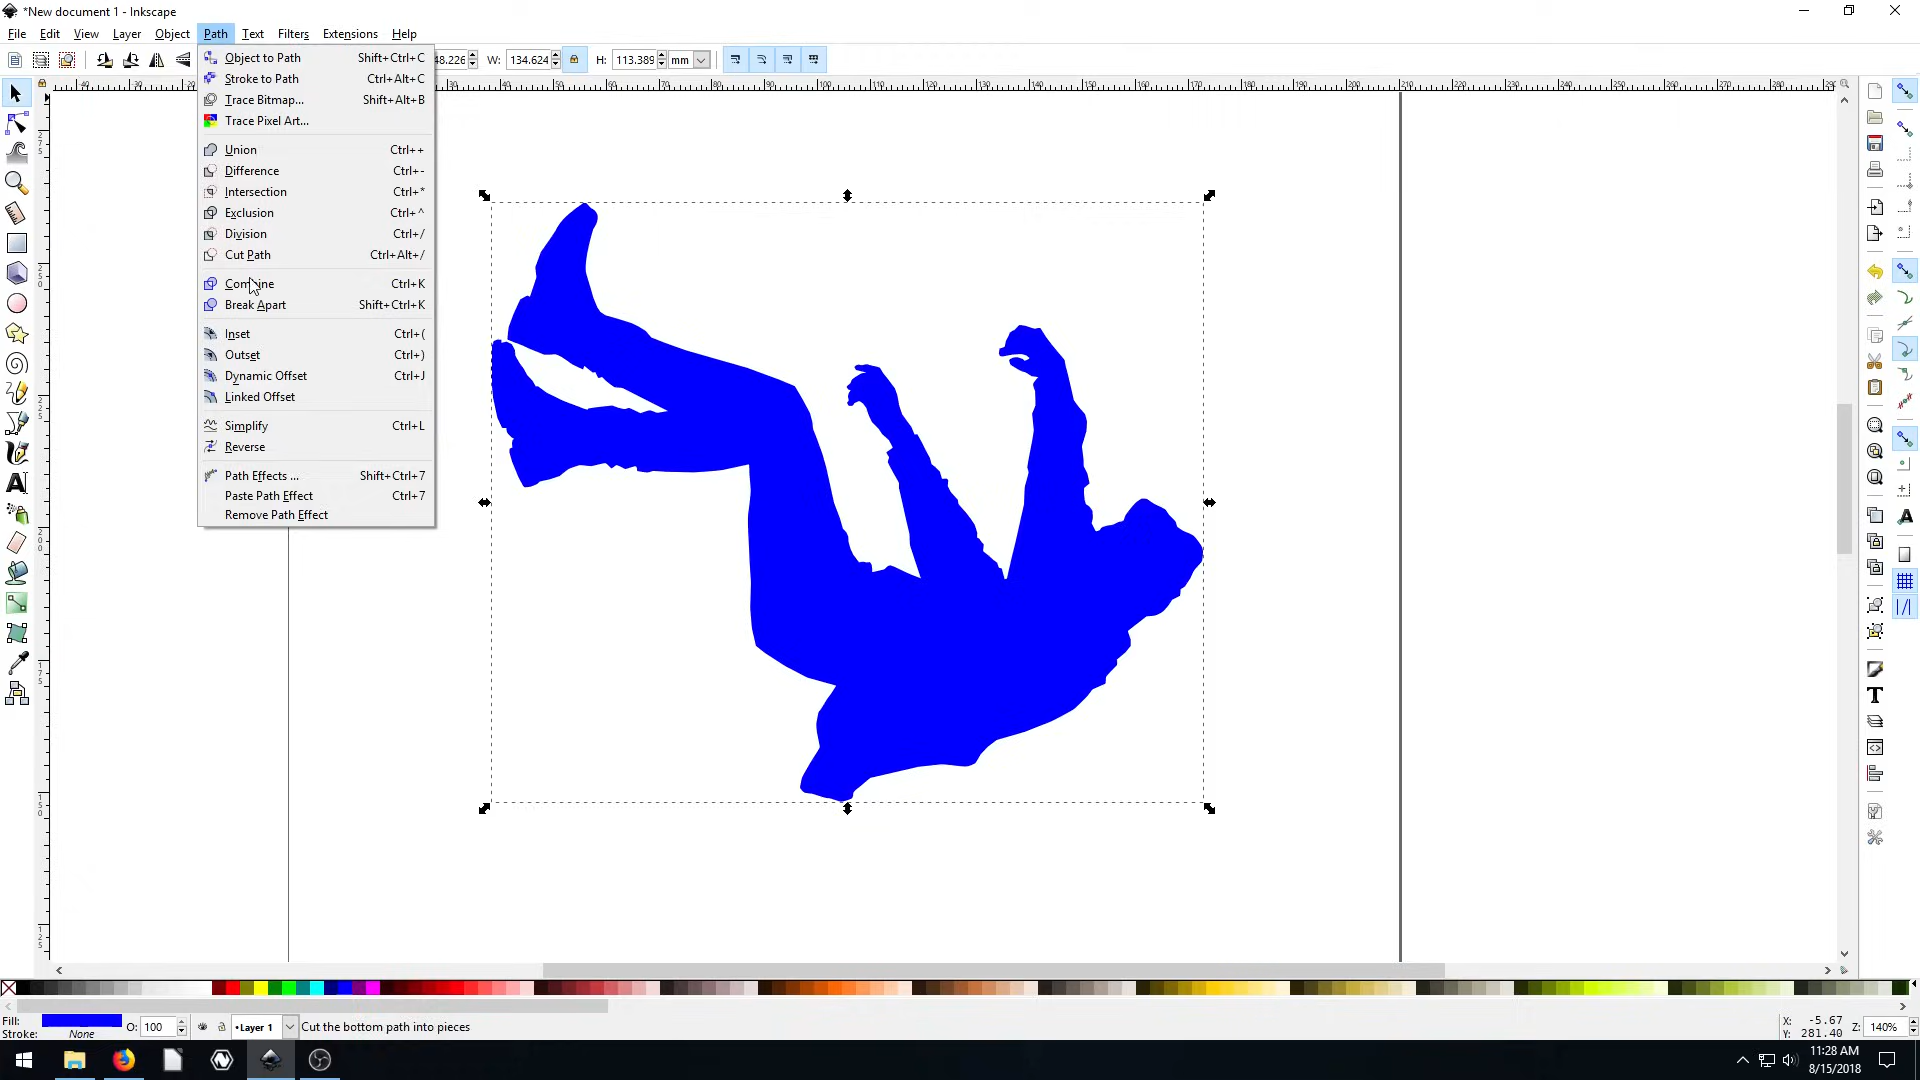 *New document 1 - Inkscape
File Edit View Layer Object Path Text Filters Extensions Help
48.226 W: 134.624 H: 113.389 mm
Object to Path Shift+Ctrl+C
Stroke to Path Ctrl+Alt+C
Trace Bitmap... Shift+Alt+B
Trace Pixel Art...
Union Ctrl++
Difference Ctrl+-
Intersection Ctrl+*
Exclusion Ctrl+^
Division Ctrl+/
Cut Path Ctrl+Alt+/
Combine Ctrl+K
Break Apart Shift+Ctrl+K
Inset Ctrl+(
Outset Ctrl+)
Dynamic Offset Ctrl+J
Linked Offset
Simplify Ctrl+L
Reverse
Path Effects ... Shift+Ctrl+7
Paste Path Effect Ctrl+7
Remove Path Effect
Fill: O: 100 •Layer 1 Cut the bottom path into pieces X: -5.67 Z: 140%
Stroke: None Y: 281.40
11:28 AM
8/15/2018